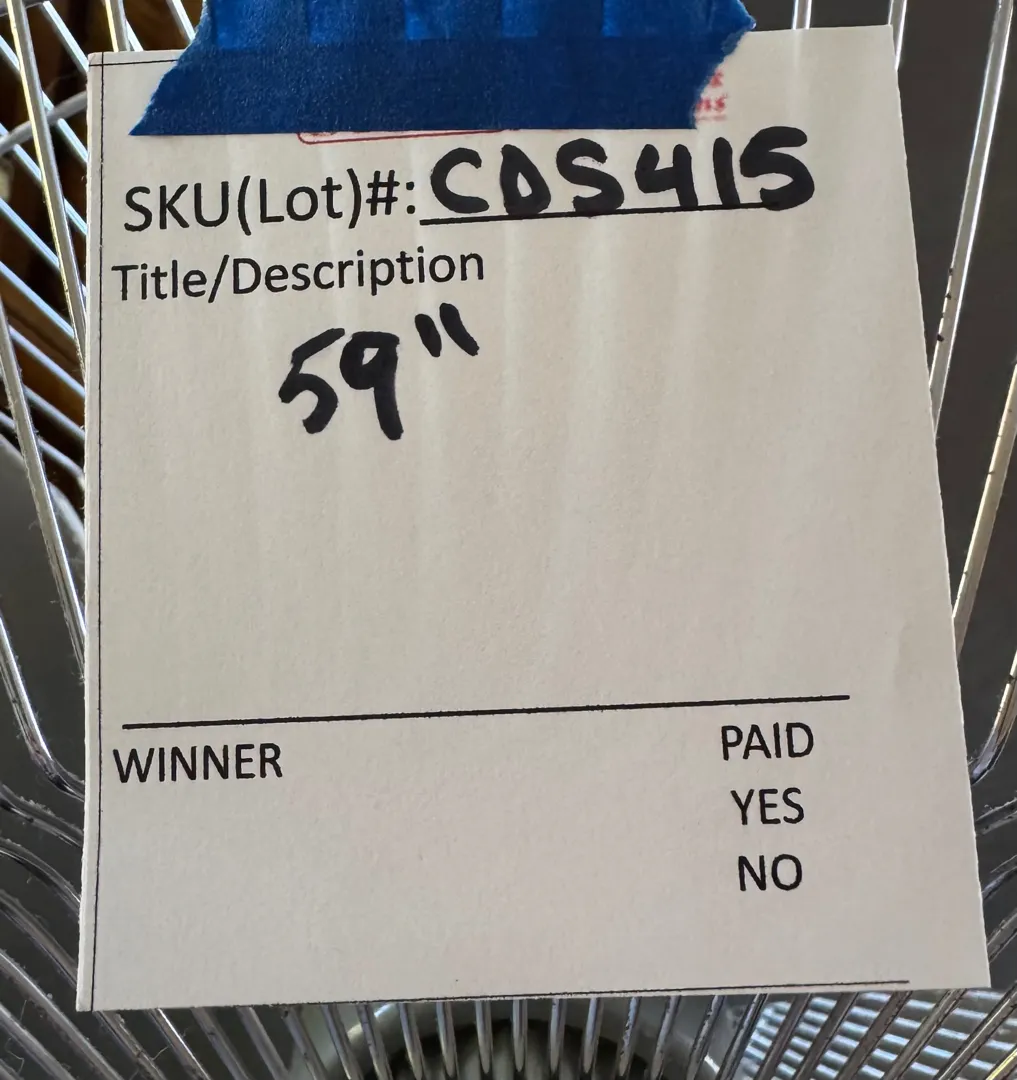 SKU(Lot)#: CDS415
Title/Description
59"
WINNER PAID
YES
NO